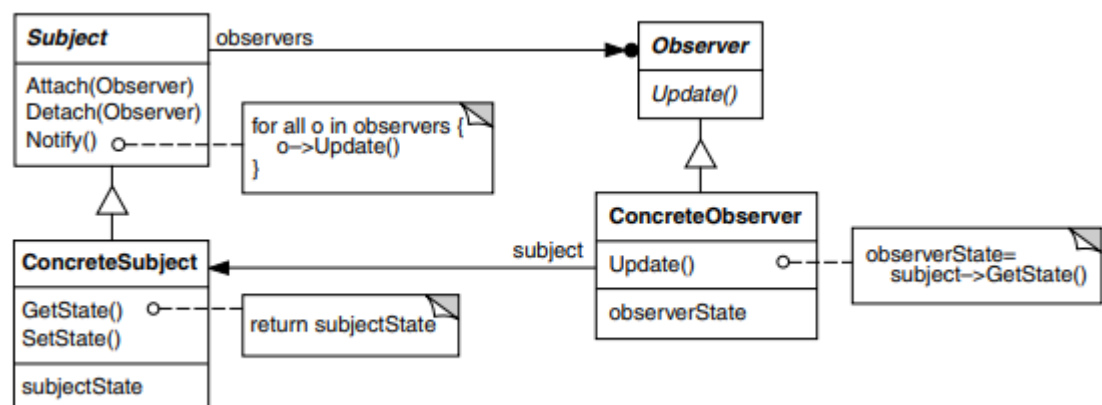 Subject
observers
Observer
Attach(Observer)
Detach(Observer)
Notify()
for all o in observers {
o–>Update()
}
Update()
ConcreteSubject
GetState()
SetState()
subjectState
return subjectState
subject
ConcreteObserver
Update()
observerState
observerState=
subject–>GetState()